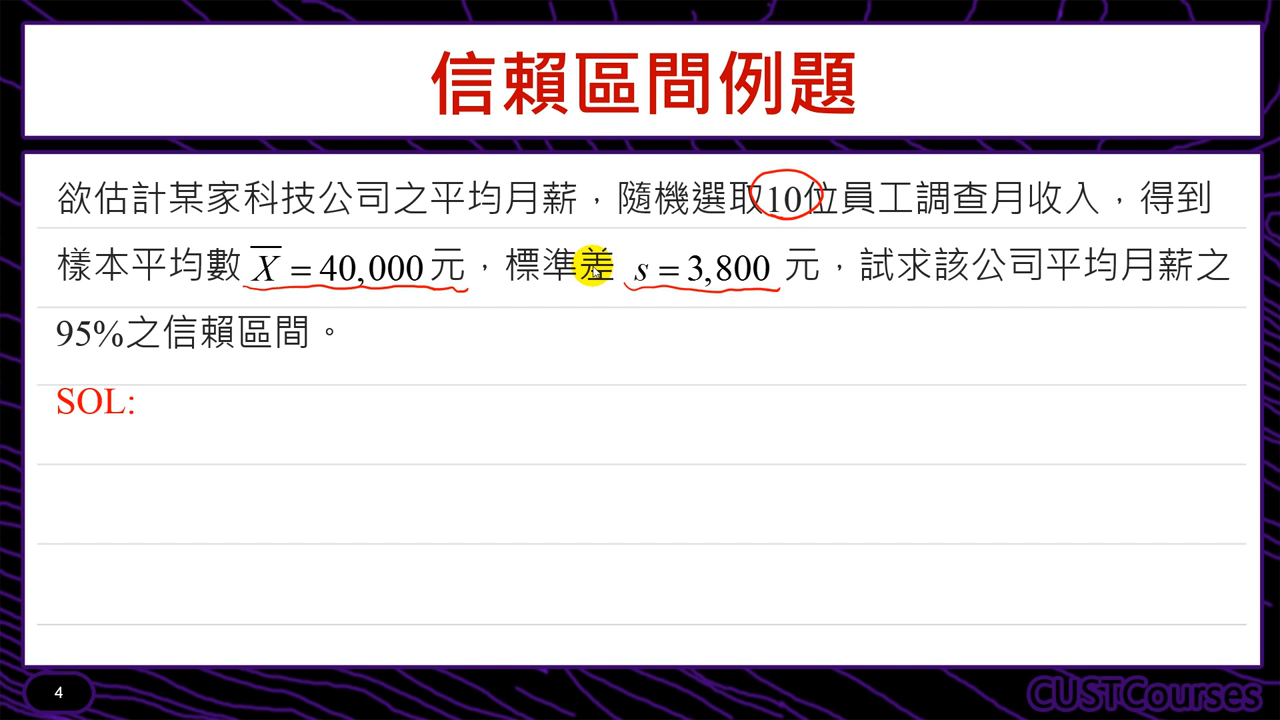 信賴區間例題
欲估計某家科技公司之平均月薪，隨機選取10位員工調查月收入，得到
樣本平均數 X̅ = 40,000 元，標準差 s = 3,800 元，試求該公司平均月薪之
95%之信賴區間。
SOL:
4
CUSTCourses